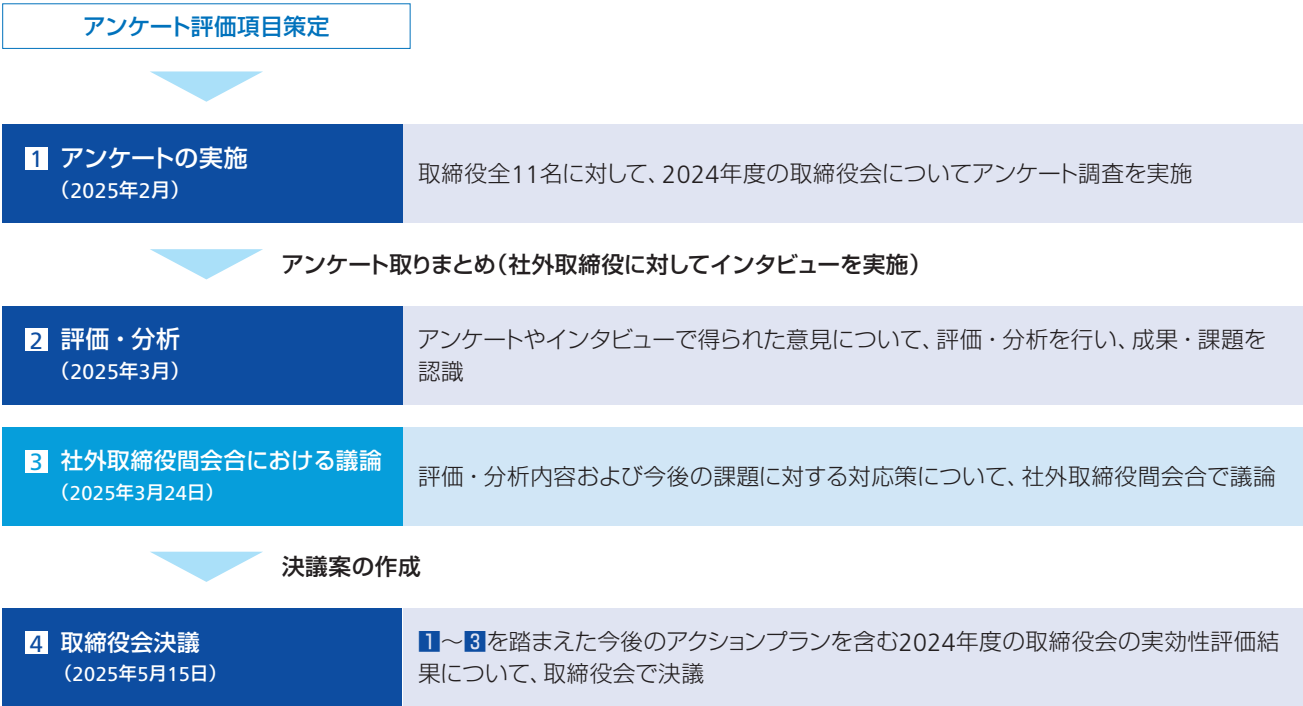 アンケート評価項目策定
1 アンケートの実施
（2025年2月）
取締役全11名に対して、2024年度の取締役会についてアンケート調査を実施
アンケート取りまとめ（社外取締役に対してインタビューを実施）
2 評価・分析
（2025年3月）
アンケートやインタビューで得られた意見について、評価・分析を行い、成果・課題を
認識
3 社外取締役間会合における議論
（2025年3月24日）
評価・分析内容および今後の課題に対する対応策について、社外取締役間会合で議論
決議案の作成
4 取締役会決議
（2025年5月15日）
1～3を踏まえた今後のアクションプランを含む2024年度の取締役会の実効性評価結
果について、取締役会で決議